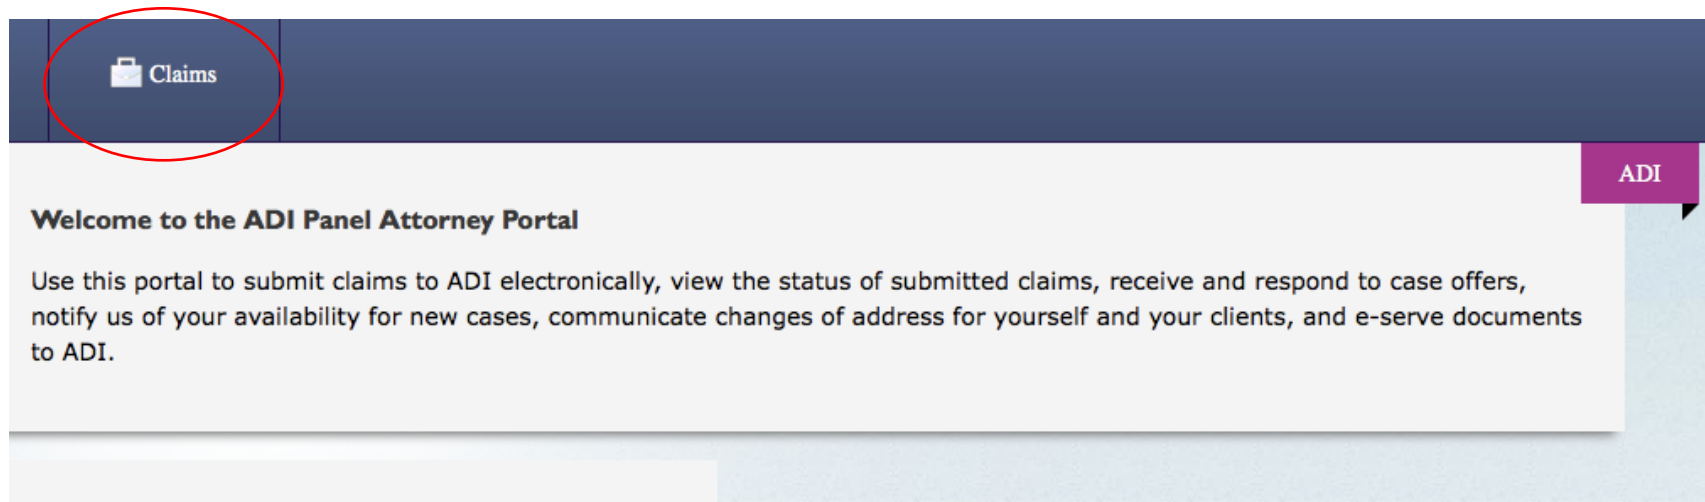 Claims
ADI
Welcome to the ADI Panel Attorney Portal
Use this portal to submit claims to ADI electronically, view the status of submitted claims, receive and respond to case offers,
notify us of your availability for new cases, communicate changes of address for yourself and your clients, and e-serve documents
to ADI.